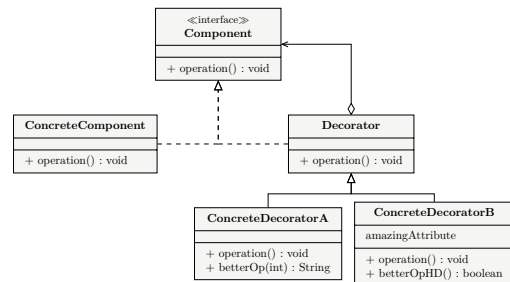 ≪interface≫
Component
+ operation() : void
ConcreteComponent
+ operation() : void
Decorator
+ operation() : void
ConcreteDecoratorA
+ operation() : void
+ betterOp(int) : String
ConcreteDecoratorB
amazingAttribute
+ operation() : void
+ betterOpHD() : boolean